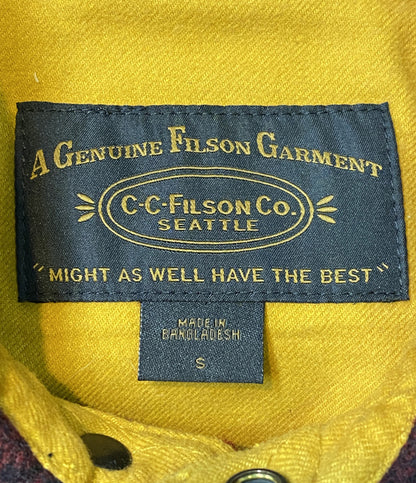 A GENUINE FILSON GARMENT
C·C·FILSON CO.
SEATTLE
"MIGHT AS WELL HAVE THE BEST"
MADE IN
BANGLADESH
S